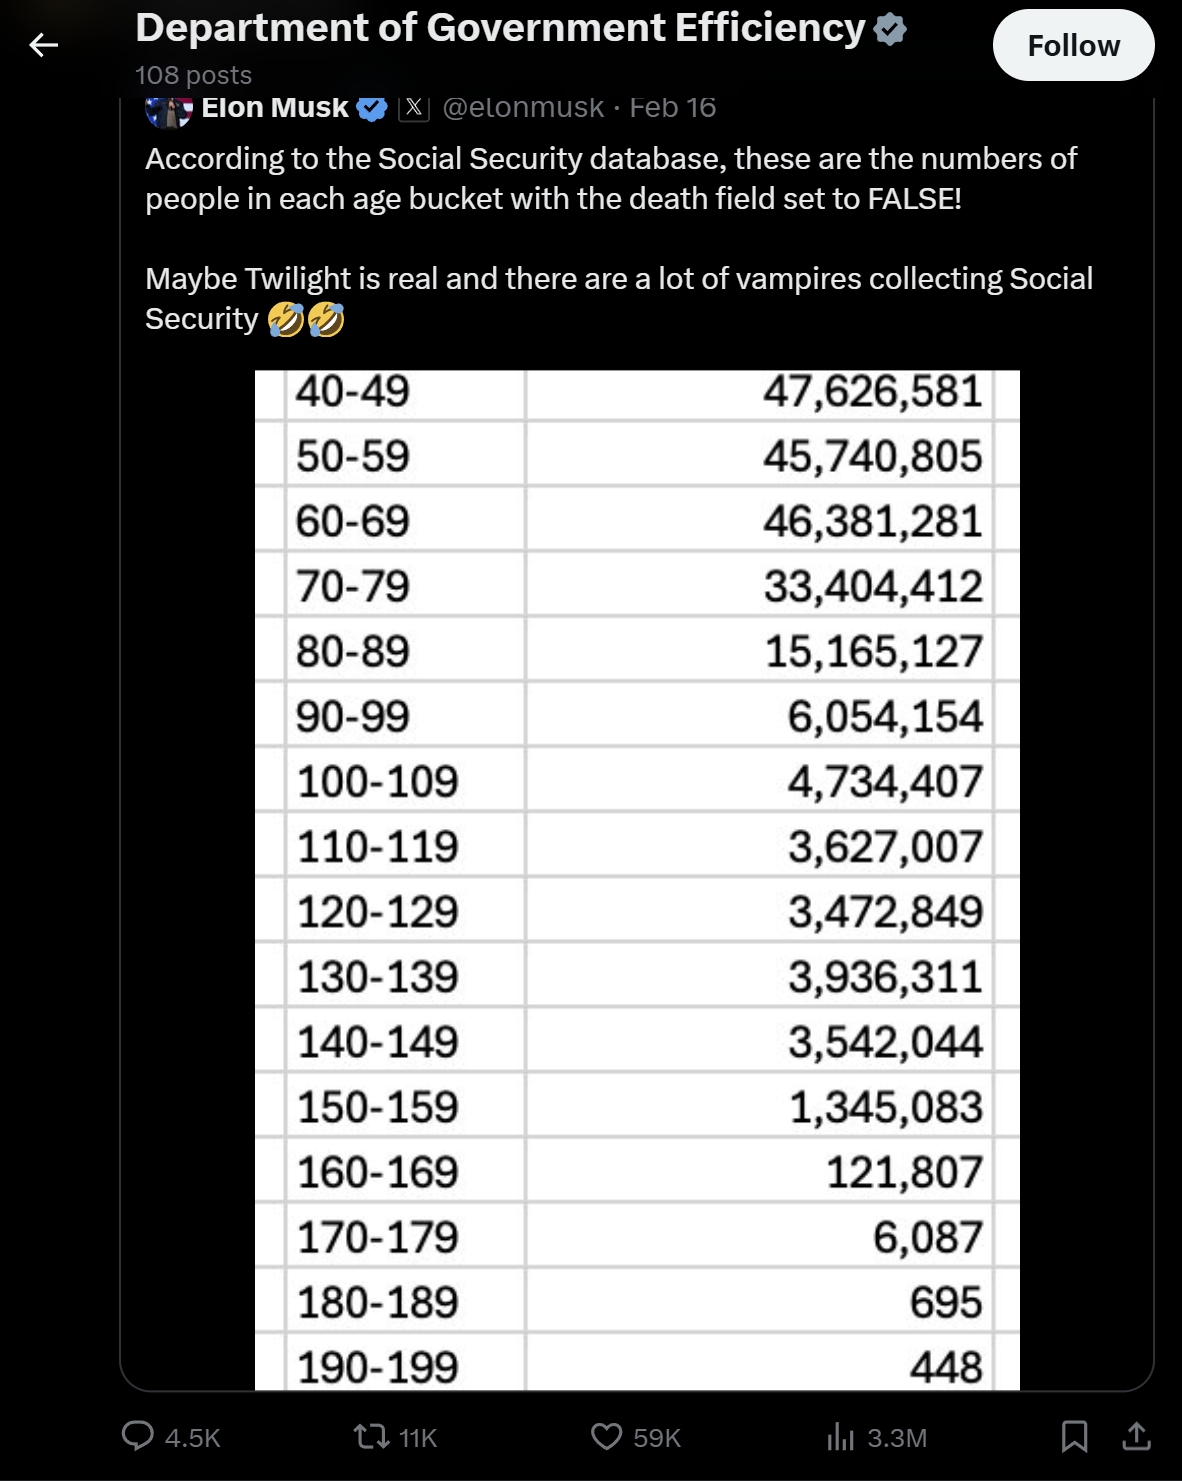 Department of Government Efficiency
108 posts
Follow
Elon Musk @elonmusk · Feb 16
According to the Social Security database, these are the numbers of
people in each age bucket with the death field set to FALSE!
Maybe Twilight is real and there are a lot of vampires collecting Social
Security 🤣🤣
40-49 47,626,581
50-59 45,740,805
60-69 46,381,281
70-79 33,404,412
80-89 15,165,127
90-99 6,054,154
100-109 4,734,407
110-119 3,627,007
120-129 3,472,849
130-139 3,936,311
140-149 3,542,044
150-159 1,345,083
160-169 121,807
170-179 6,087
180-189 695
190-199 448
4.5K 11K 59K 3.3M